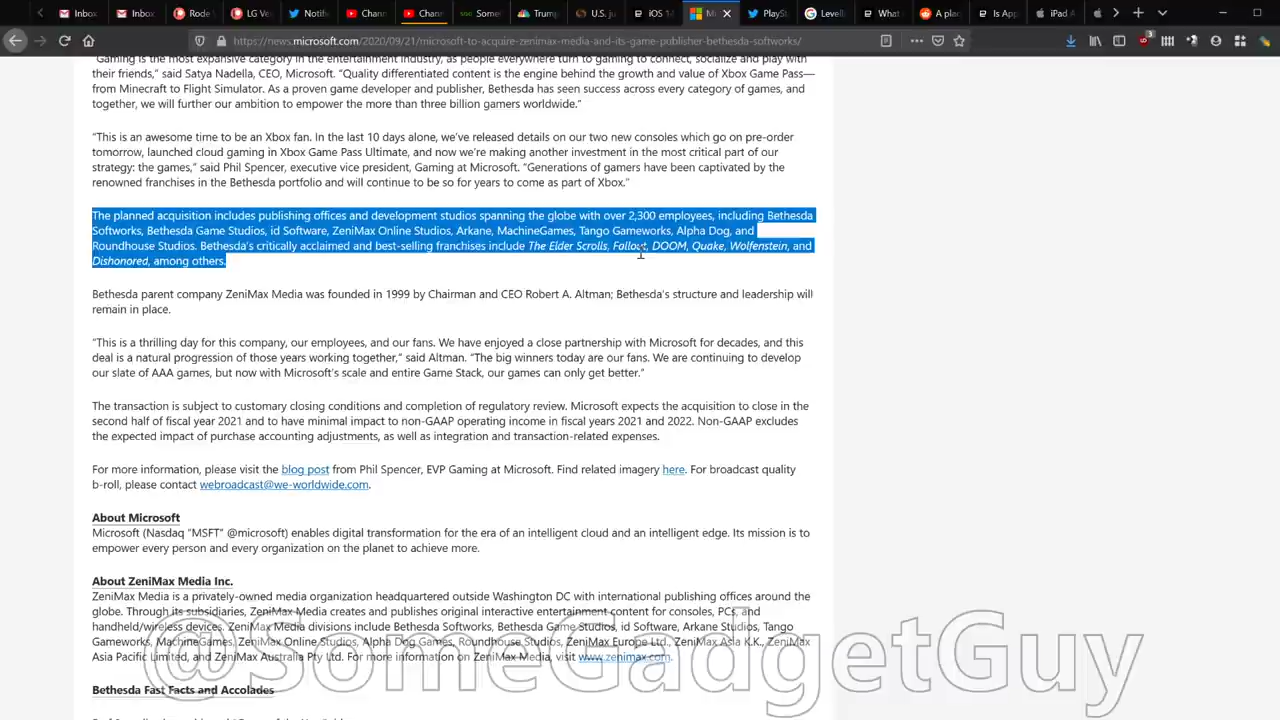 Inbox
Inbox
Rode
LG Ve
Twitt
Chann
Chann
Some
Trump
U.S. ju
iOS 14
Mi
PlaySt
Levelli
What
A plac
Is App
iPad A
https://news.microsoft.com/2020/09/21/microsoft-to-acquire-zenimax-media-and-its-game-publisher-bethesda-softworks/
3
“Gaming is the most expansive category in the entertainment industry, as people everywhere turn to gaming to connect, socialize and play with
their friends,” said Satya Nadella, CEO, Microsoft. “Quality differentiated content is the engine behind the growth and value of Xbox Game Pass—
from Minecraft to Flight Simulator. As a proven game developer and publisher, Bethesda has seen success across every category of games, and
together, we will further our ambition to empower the more than three billion gamers worldwide.”
“This is an awesome time to be an Xbox fan. In the last 10 days alone, we’ve released details on our two new consoles which go on pre-order
tomorrow, launched cloud gaming in Xbox Game Pass Ultimate, and now we’re making another investment in the most critical part of our
strategy: the games,” said Phil Spencer, executive vice president, Gaming at Microsoft. “Generations of gamers have been captivated by the
renowned franchises in the Bethesda portfolio and will continue to be so for years to come as part of Xbox.”
The planned acquisition includes publishing offices and development studios spanning the globe with over 2,300 employees, including Bethesda
Softworks, Bethesda Game Studios, id Software, ZeniMax Online Studios, Arkane, MachineGames, Tango Gameworks, Alpha Dog, and
Roundhouse Studios. Bethesda’s critically acclaimed and best-selling franchises include The Elder Scrolls, Fallout, DOOM, Quake, Wolfenstein, and
Dishonored, among others.
Bethesda parent company ZeniMax Media was founded in 1999 by Chairman and CEO Robert A. Altman; Bethesda’s structure and leadership will
remain in place.
“This is a thrilling day for this company, our employees, and our fans. We have enjoyed a close partnership with Microsoft for decades, and this
deal is a natural progression of those years working together,” said Altman. “The big winners today are our fans. We are continuing to develop
our slate of AAA games, but now with Microsoft’s scale and entire Game Stack, our games can only get better.”
The transaction is subject to customary closing conditions and completion of regulatory review. Microsoft expects the acquisition to close in the
second half of fiscal year 2021 and to have minimal impact to non-GAAP operating income in fiscal years 2021 and 2022. Non-GAAP excludes
the expected impact of purchase accounting adjustments, as well as integration and transaction-related expenses.
For more information, please visit the blog post from Phil Spencer, EVP Gaming at Microsoft. Find related imagery here. For broadcast quality
b-roll, please contact webroadcast@we-worldwide.com.
About Microsoft
Microsoft (Nasdaq “MSFT” @microsoft) enables digital transformation for the era of an intelligent cloud and an intelligent edge. Its mission is to
empower every person and every organization on the planet to achieve more.
About ZeniMax Media Inc.
ZeniMax Media is a privately-owned media organization headquartered outside Washington DC with international publishing offices around the
globe. Through its subsidiaries, ZeniMax Media creates and publishes original interactive entertainment content for consoles, PCs, and
handheld/wireless devices. ZeniMax Media divisions include Bethesda Softworks, Bethesda Game Studios, id Software, Arkane Studios, Tango
Gameworks, MachineGames, ZeniMax Online Studios, Alpha Dog Games, Roundhouse Studios, ZeniMax Europe Ltd., ZeniMax Asia K.K., ZeniMax
Asia Pacific Limited, and ZeniMax Australia Pty Ltd. For more information on ZeniMax Media, visit www.zenimax.com.
@SomeGadgetGuy
Bethesda Fast Facts and Accolades